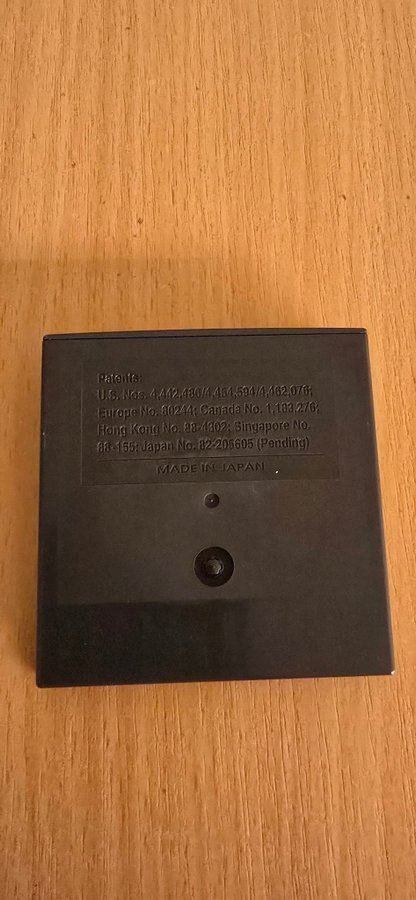 Patents:
U.S. Nos. 4,442,486/4,454,594/4,462,076;
Europe No. 80244; Canada No. 1,183,276;
Hong Kong No. 88-4302; Singapore No.
88-155; Japan No. 82-205605 (Pending)
MADE IN JAPAN